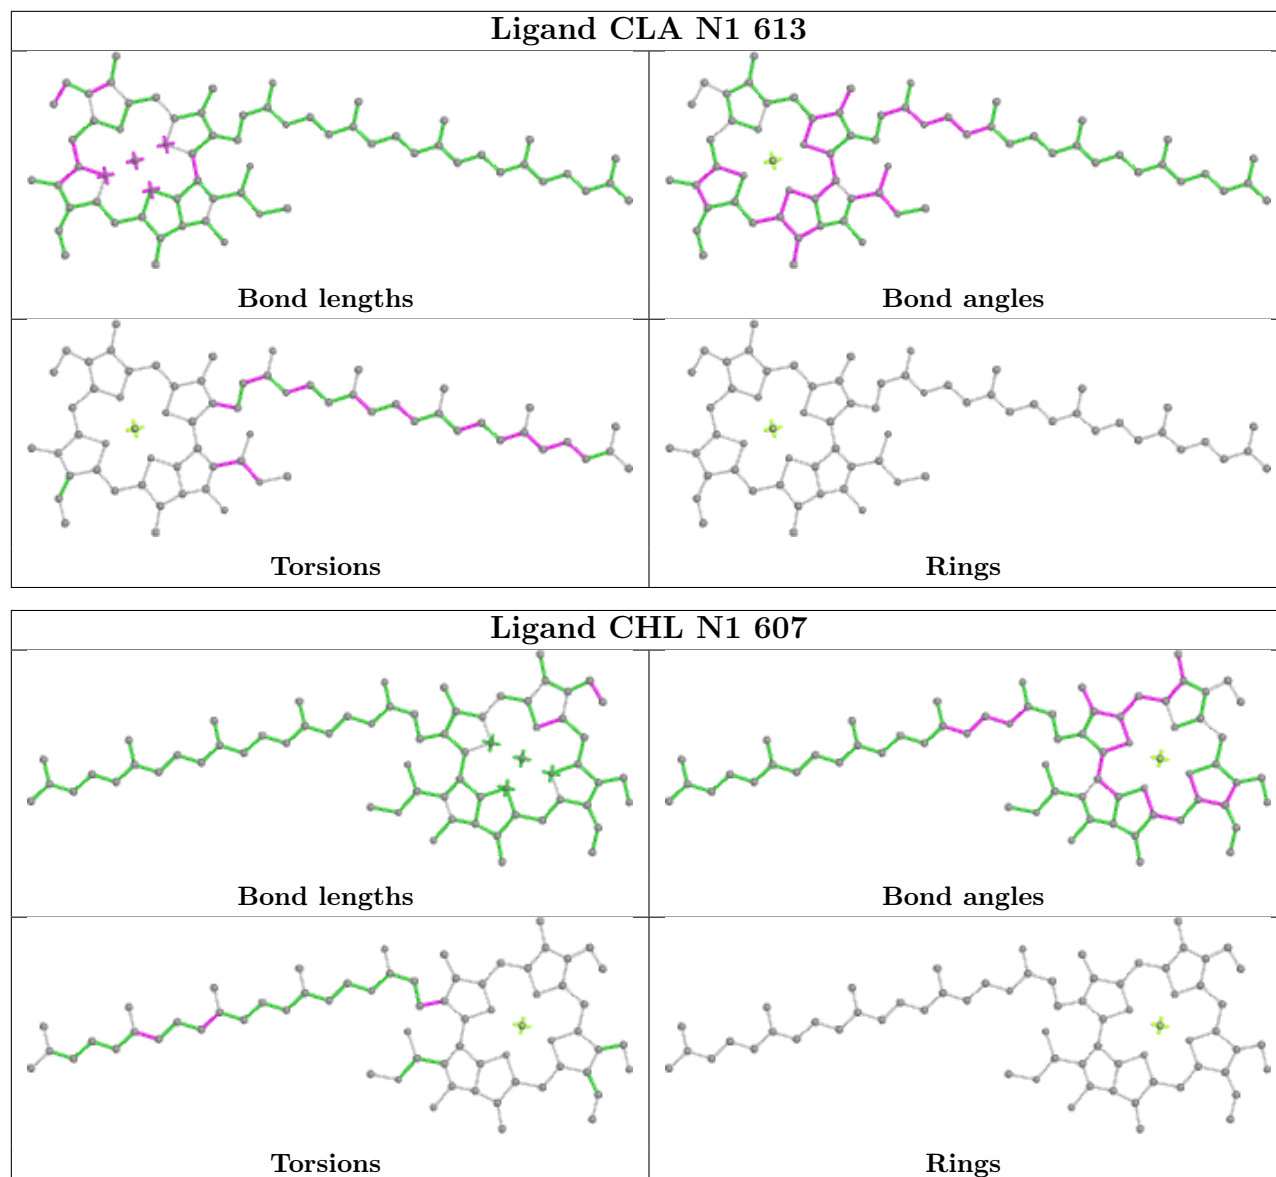 Ligand CLA N1 613
Bond lengths
Bond angles
Torsions
Rings
Ligand CHL N1 607
Bond lengths
Bond angles
Torsions
Rings